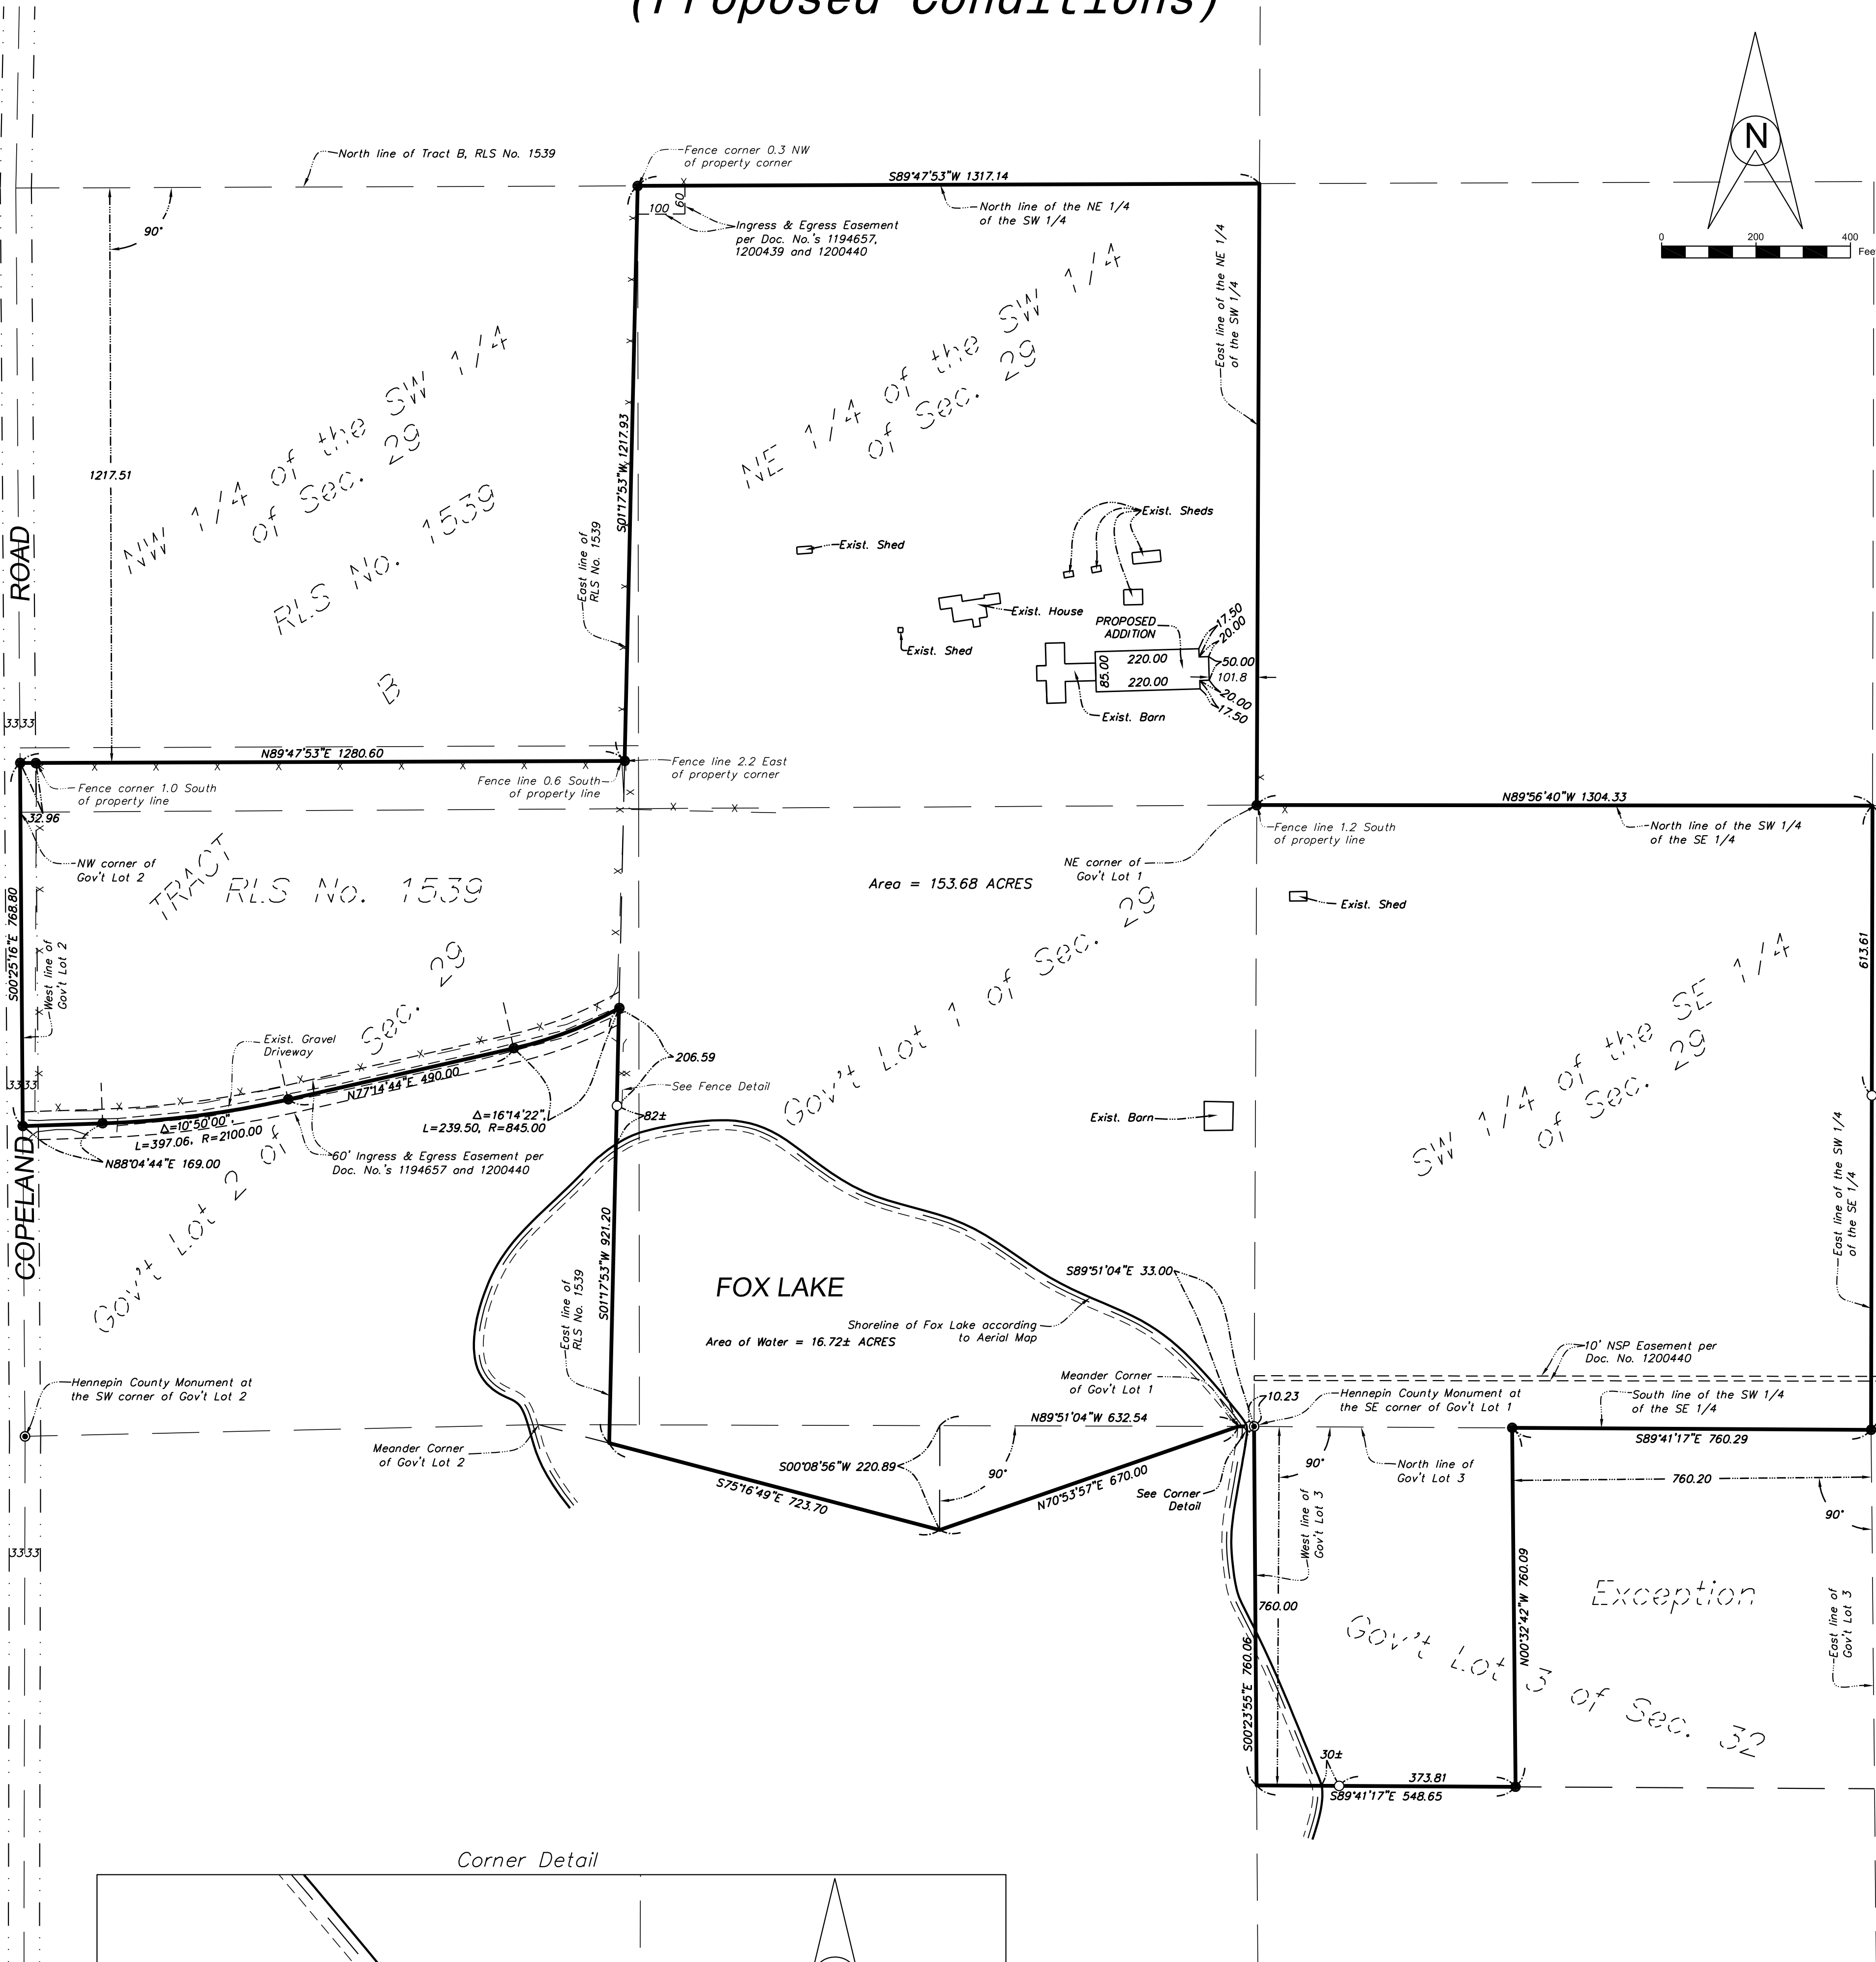 (Proposed Conditions)
N
0 200 400
Fee
North line of Tract B, RLS No. 1539
Fence corner 0.3 NW
of property corner
S89°47'53"W 1317.14
North line of the NE 1/4
of the SW 1/4
100
60
Ingress & Egress Easement
per Doc. No.'s 1194657,
1200439 and 1200440
90°
1217.51
East line of the NE 1/4
of the SW 1/4
NW 1/4 of the SW 1/4
of Sec. 29
RLS No. 1539
B
NE 1/4 of the SW 1/4
of Sec. 29
S01°17'53"W 1217.93
East line of
RLS No. 1539
ROAD
Exist. Sheds
Exist. Shed
Exist. House
Exist. Shed
PROPOSED
ADDITION
17.50
20.00
220.00
50.00
85.00
101.8
220.00
20.00
17.50
Exist. Barn
33 33
N89°47'53"E 1280.60
Fence corner 1.0 South
of property line
Fence line 0.6 South
of property line
Fence line 2.2 East
of property corner
32.96
NW corner of
Gov't Lot 2
N89°56'40"W 1304.33
Fence line 1.2 South
of property line
North line of the SW 1/4
of the SE 1/4
NE corner of
Gov't Lot 1
TRACT
RLS No. 1539
Area = 153.68 ACRES
Exist. Shed
S00°25'16"E 768.80
West line of
Gov't Lot 2
613.61
Gov't Lot 1 of Sec. 29
SW 1/4 of the SE 1/4
of Sec. 29
Exist. Gravel
Driveway
N77°14'44"E 490.00
206.59
See Fence Detail
82±
33 33
Δ=10°50'00",
L=397.06, R=2100.00
Δ=16°14'22",
L=239.50, R=845.00
N88°04'44"E 169.00
60' Ingress & Egress Easement per
Doc. No.'s 1194657 and 1200440
Exist. Barn
COPELAND
Gov't Lot 2 of Sec. 29
East line of the SW 1/4
of the SE 1/4
S01°17'53"W 921.20
East line of
RLS No. 1539
FOX LAKE
S89°51'04"E 33.00
Shoreline of Fox Lake according
to Aerial Map
Area of Water = 16.72± ACRES
10' NSP Easement per
Doc. No. 1200440
Hennepin County Monument at
the SW corner of Gov't Lot 2
Meander Corner
of Gov't Lot 1
10.23
Hennepin County Monument at
the SE corner of Gov't Lot 1
South line of the SW 1/4
of the SE 1/4
N89°51'04"W 632.54
S89°41'17"E 760.29
Meander Corner
of Gov't Lot 2
S00°08'56"W 220.89
90°
90°
North line of
Gov't Lot 3
760.20
90°
S75°16'49"E 723.70
N70°53'57"E 670.00
See Corner
Detail
West line of
Gov't Lot 3
33 33
760.00
N00°32'42"W 760.09
Exception
East line of
Gov't Lot 3
Gov't Lot 3 of Sec. 32
S00°23'55"E 760.06
30±
373.81
S89°41'17"E 548.65
Corner Detail